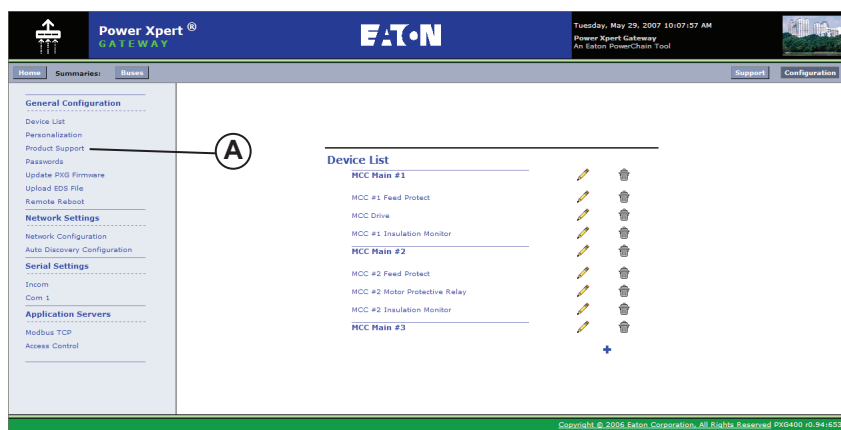 Power Xpert ®
GATEWAY
EATON
Tuesday, May 29, 2007 10:07:57 AM
Power Xpert Gateway
An Eaton PowerChain Tool
Home Summaries: Buses Support Configuration
General Configuration
Device List
Personalization
Product Support
Passwords
Update PXG Firmware
Upload EDS File
Remote Reboot
Network Settings
Network Configuration
Auto Discovery Configuration
Serial Settings
Incom
Com 1
Application Servers
Modbus TCP
Access Control
A
Device List
MCC Main #1
MCC #1 Feed Protect
MCC Drive
MCC #1 Insulation Monitor
MCC Main #2
MCC #2 Feed Protect
MCC #2 Motor Protective Relay
MCC #2 Insulation Monitor
MCC Main #3
Copyright © 2006 Eaton Corporation, All Rights Reserved PXG400 r0.94:653